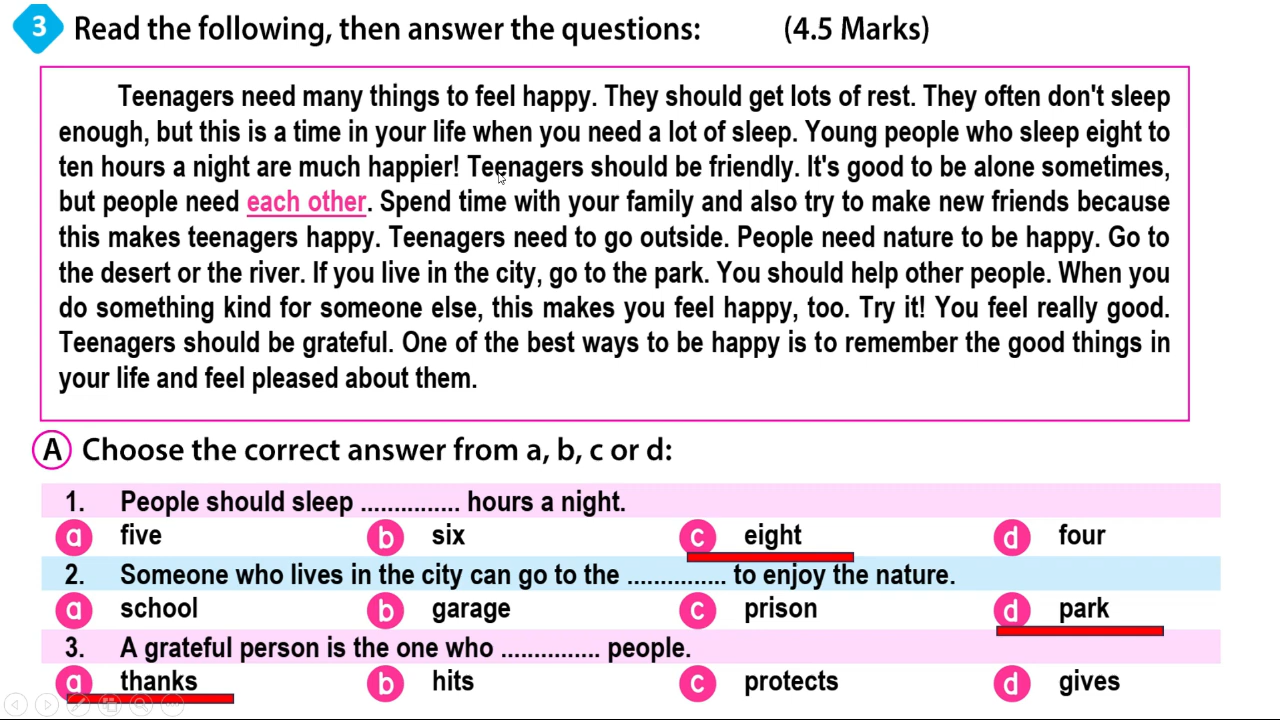 3 Read the following, then answer the questions: (4.5 Marks)
Teenagers need many things to feel happy. They should get lots of rest. They often don't sleep
enough, but this is a time in your life when you need a lot of sleep. Young people who sleep eight to
ten hours a night are much happier! Teenagers should be friendly. It's good to be alone sometimes,
but people need each other. Spend time with your family and also try to make new friends because
this makes teenagers happy. Teenagers need to go outside. People need nature to be happy. Go to
the desert or the river. If you live in the city, go to the park. You should help other people. When you
do something kind for someone else, this makes you feel happy, too. Try it! You feel really good.
Teenagers should be grateful. One of the best ways to be happy is to remember the good things in
your life and feel pleased about them.
A Choose the correct answer from a, b, c or d:
1. People should sleep ............... hours a night.
a five b six c eight d four
2. Someone who lives in the city can go to the ............... to enjoy the nature.
a school b garage c prison d park
3. A grateful person is the one who ............... people.
a thanks b hits c protects d gives